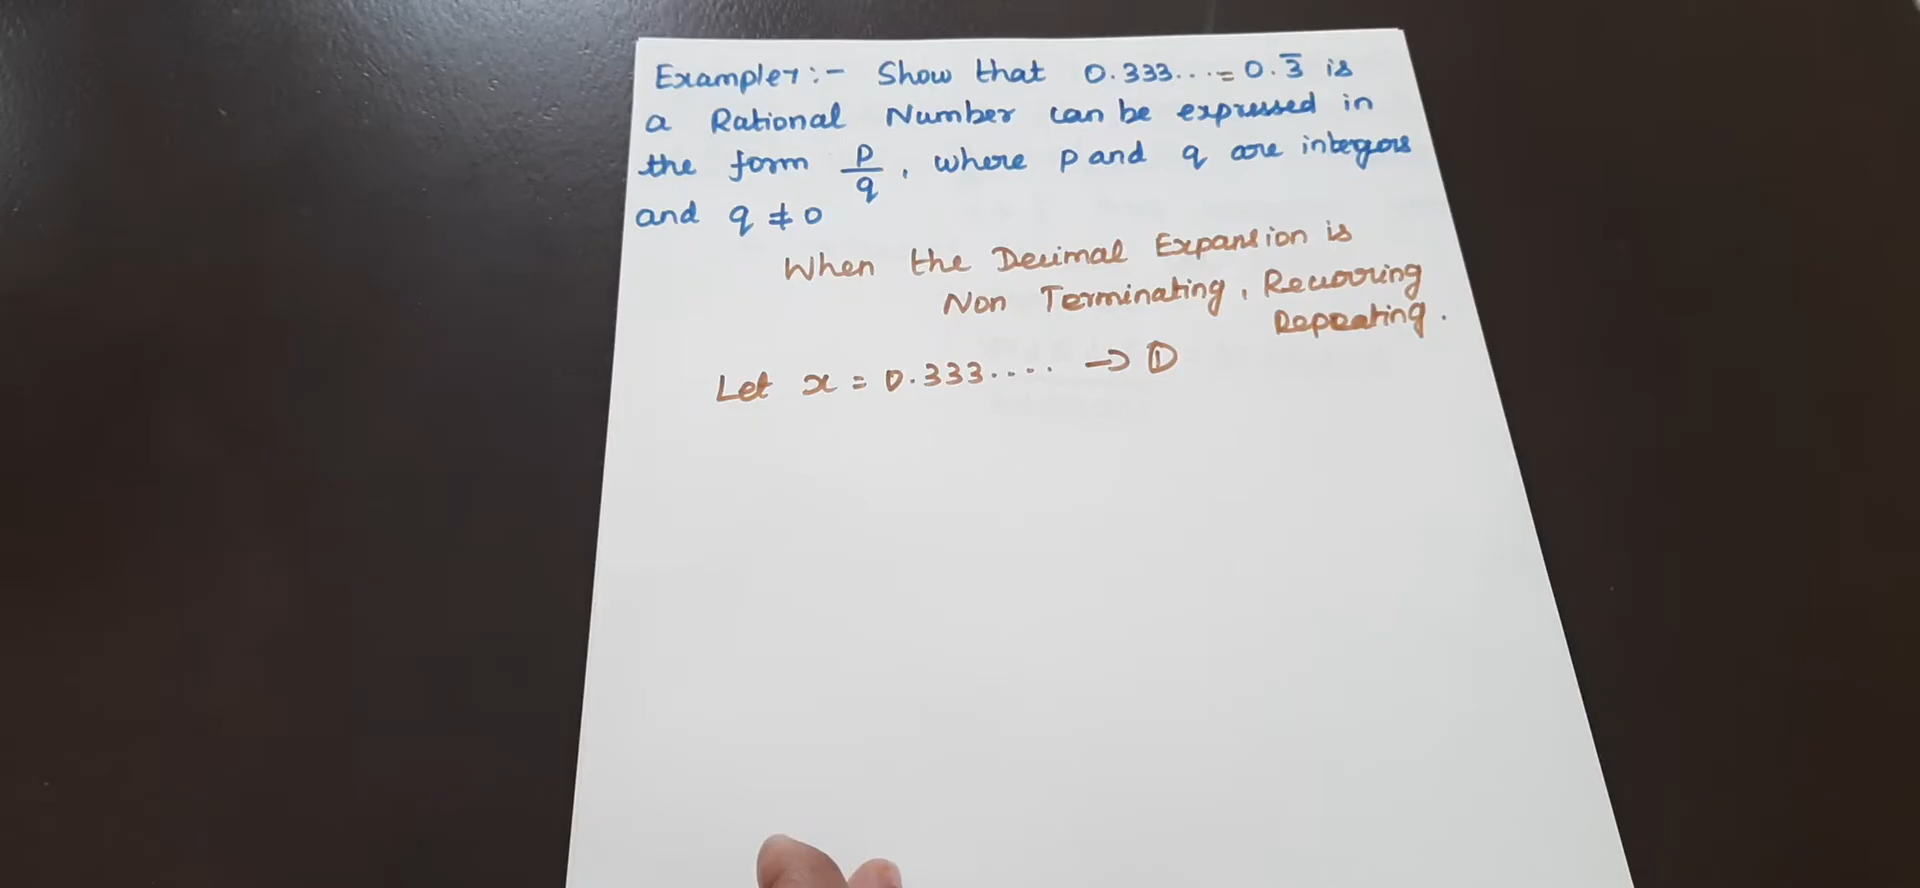 Example7:- Show that 0.333...= 0.3̅ is
a Rational Number can be expressed in
the form p/q, where p and q are integers
and q ≠ 0
When the Decimal Expansion is
Non Terminating, Recurring
Repeating.
Let x = 0.333.... → ①